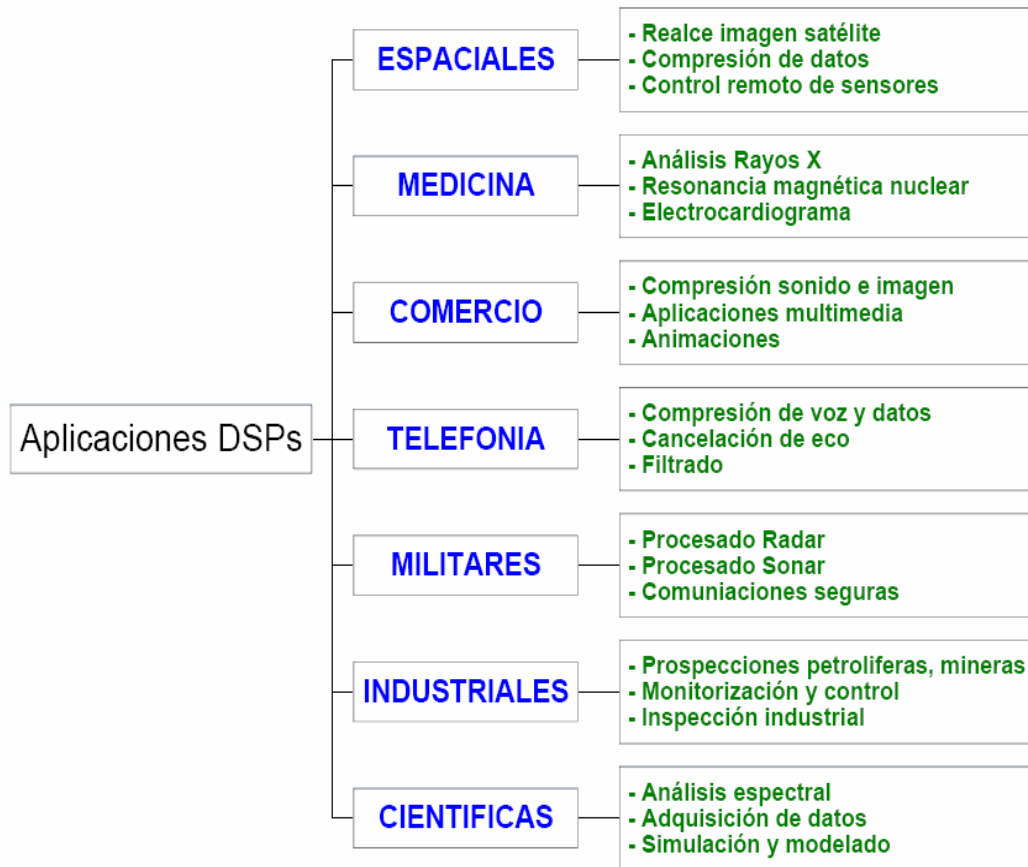 Aplicaciones DSPs
ESPACIALES
- Realce imagen satélite
- Compresión de datos
- Control remoto de sensores
MEDICINA
- Análisis Rayos X
- Resonancia magnética nuclear
- Electrocardiograma
COMERCIO
- Compresión sonido e imagen
- Aplicaciones multimedia
- Animaciones
TELEFONIA
- Compresión de voz y datos
- Cancelación de eco
- Filtrado
MILITARES
- Procesado Radar
- Procesado Sonar
- Comuniaciones seguras
INDUSTRIALES
- Prospecciones petroliferas, mineras
- Monitorización y control
- Inspección industrial
CIENTIFICAS
- Análisis espectral
- Adquisición de datos
- Simulación y modelado